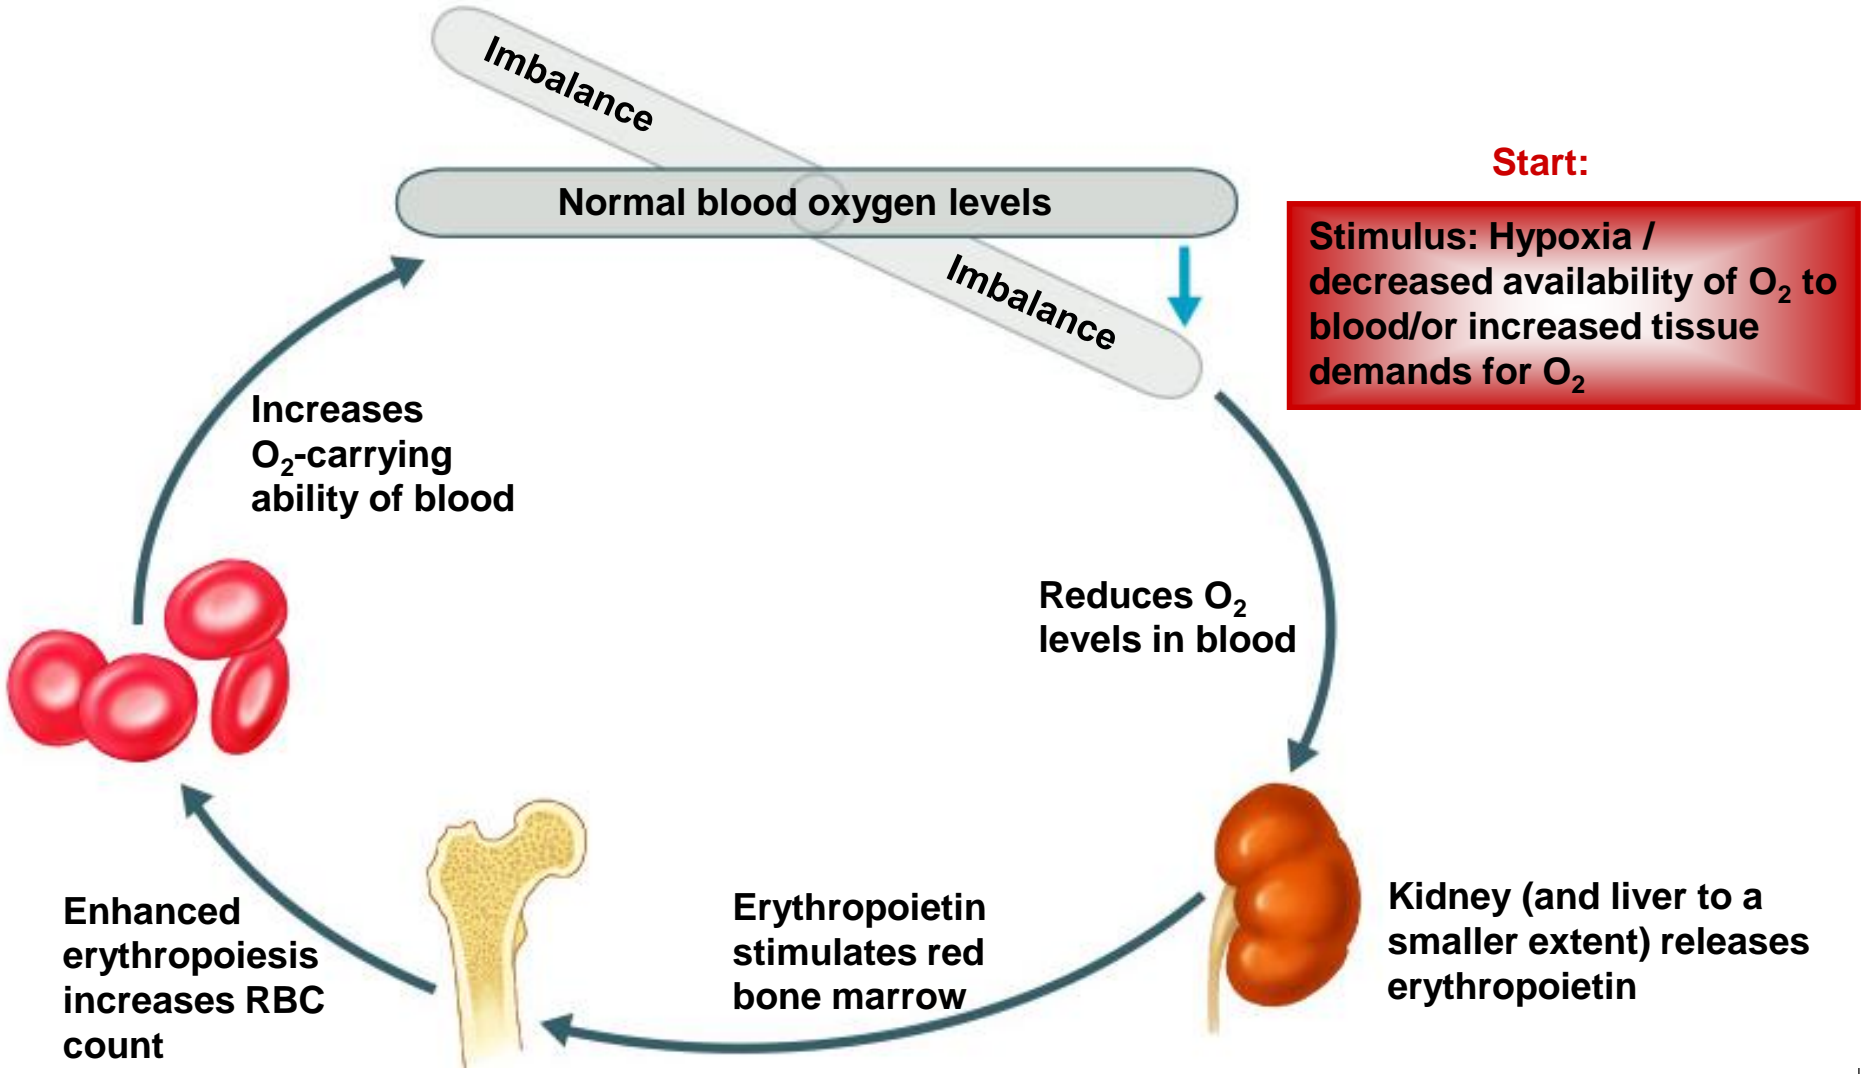 Imbalance
Normal blood oxygen levels
Imbalance
Start:
Stimulus: Hypoxia /
decreased availability of O₂ to
blood/or increased tissue
demands for O₂
Reduces O₂
levels in blood
Kidney (and liver to a
smaller extent) releases
erythropoietin
Erythropoietin
stimulates red
bone marrow
Enhanced
erythropoiesis
increases RBC
count
Increases
O₂-carrying
ability of blood